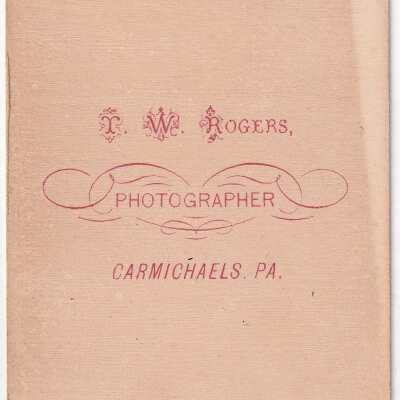 T. W. ROGERS,
PHOTOGRAPHER
CARMICHAELS. PA.